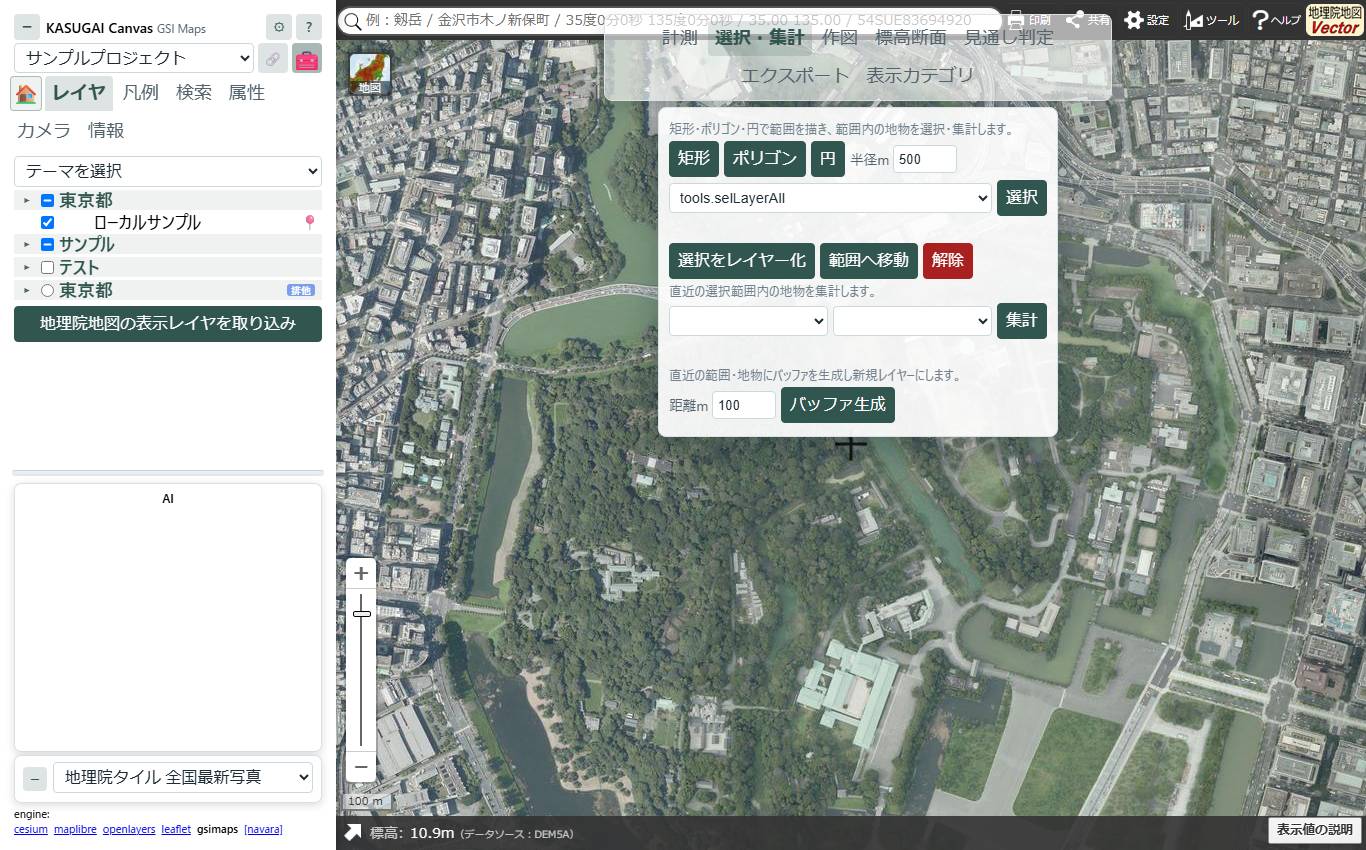 − KASUGAI Canvas GSI Maps ⚙ ?
サンプルプロジェクト
レイヤ 凡例 検索 属性
カメラ 情報
テーマを選択
東京都
ローカルサンプル
サンプル
テスト
東京都 排他
地理院地図の表示レイヤを取り込み
AI
− 地理院タイル 全国最新写真
engine:
cesium maplibre openlayers leaflet gsimaps [navara]
例：剱岳 / 金沢市木ノ新保町 / 35度0分0秒 135度0分0秒 / 35.00 135.00 / 54SUE83694920
印刷 共有 設定 ツール ヘルプ
地理院地図
Vector
地図
計測 選択・集計 作図 標高断面 見通し判定
エクスポート 表示カテゴリ
矩形・ポリゴン・円で範囲を描き、範囲内の地物を選択・集計します。
矩形 ポリゴン 円 半径m 500
tools.selLayerAll 選択
選択をレイヤー化 範囲へ移動 解除
直近の選択範囲内の地物を集計します。
集計
直近の範囲・地物にバッファを生成し新規レイヤーにします。
距離m 100 バッファ生成
+
−
100 m
標高: 10.9m (データソース：DEM5A)
表示値の説明